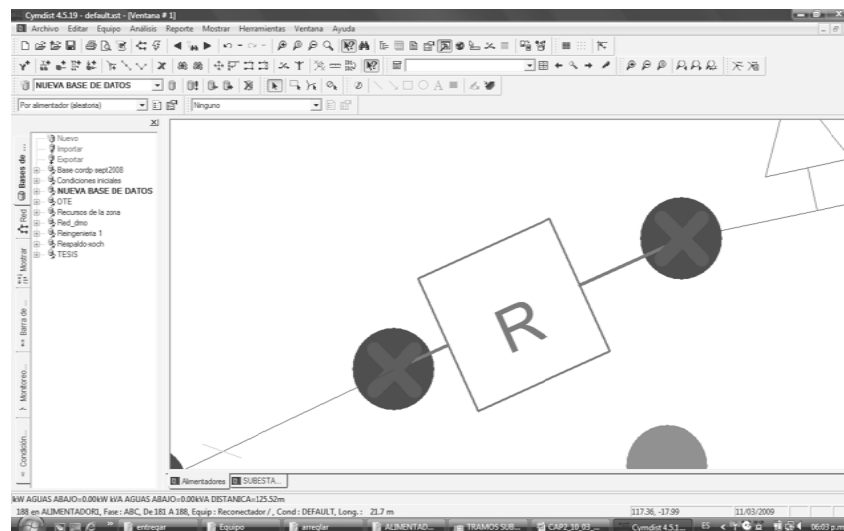 Cymdist 4.5.19 - default.xst - [Ventana # 1]
Archivo Editar Equipo Análisis Reporte Mostrar Herramientas Ventana Ayuda
NUEVA BASE DE DATOS
Por alimentador (aleatoria)
Ninguno
Nuevo
Importar
Exportar
Base cordp sept2008
Condiciones iniciales
NUEVA BASE DE DATOS
OTE
Recursos de la zona
Red_dmo
Reingenieria 1
Respaldo-xoch
TESIS
Bases de ...
Red
Mostrar
Barra de ...
Monitoreo...
Condición...
R
Alimentadores
SUBESTA...
kW AGUAS ABAJO=0.00kW kVA AGUAS ABAJO=0.00kVA DISTANICA=125.52m
188 en ALIMENTADOR1, Fase : ABC, De 181 A 188, Equip : Reconectador / , Cond : DEFAULT, Long. : 21.7 m
117.36, -17.99
11/03/2009
entregar
Equipo
arreglar
ALIMENTAD...
TRAMOS SUB...
CAP2_10_03_...
Cymdist 4.5.1...
ES
06:03 p.m.